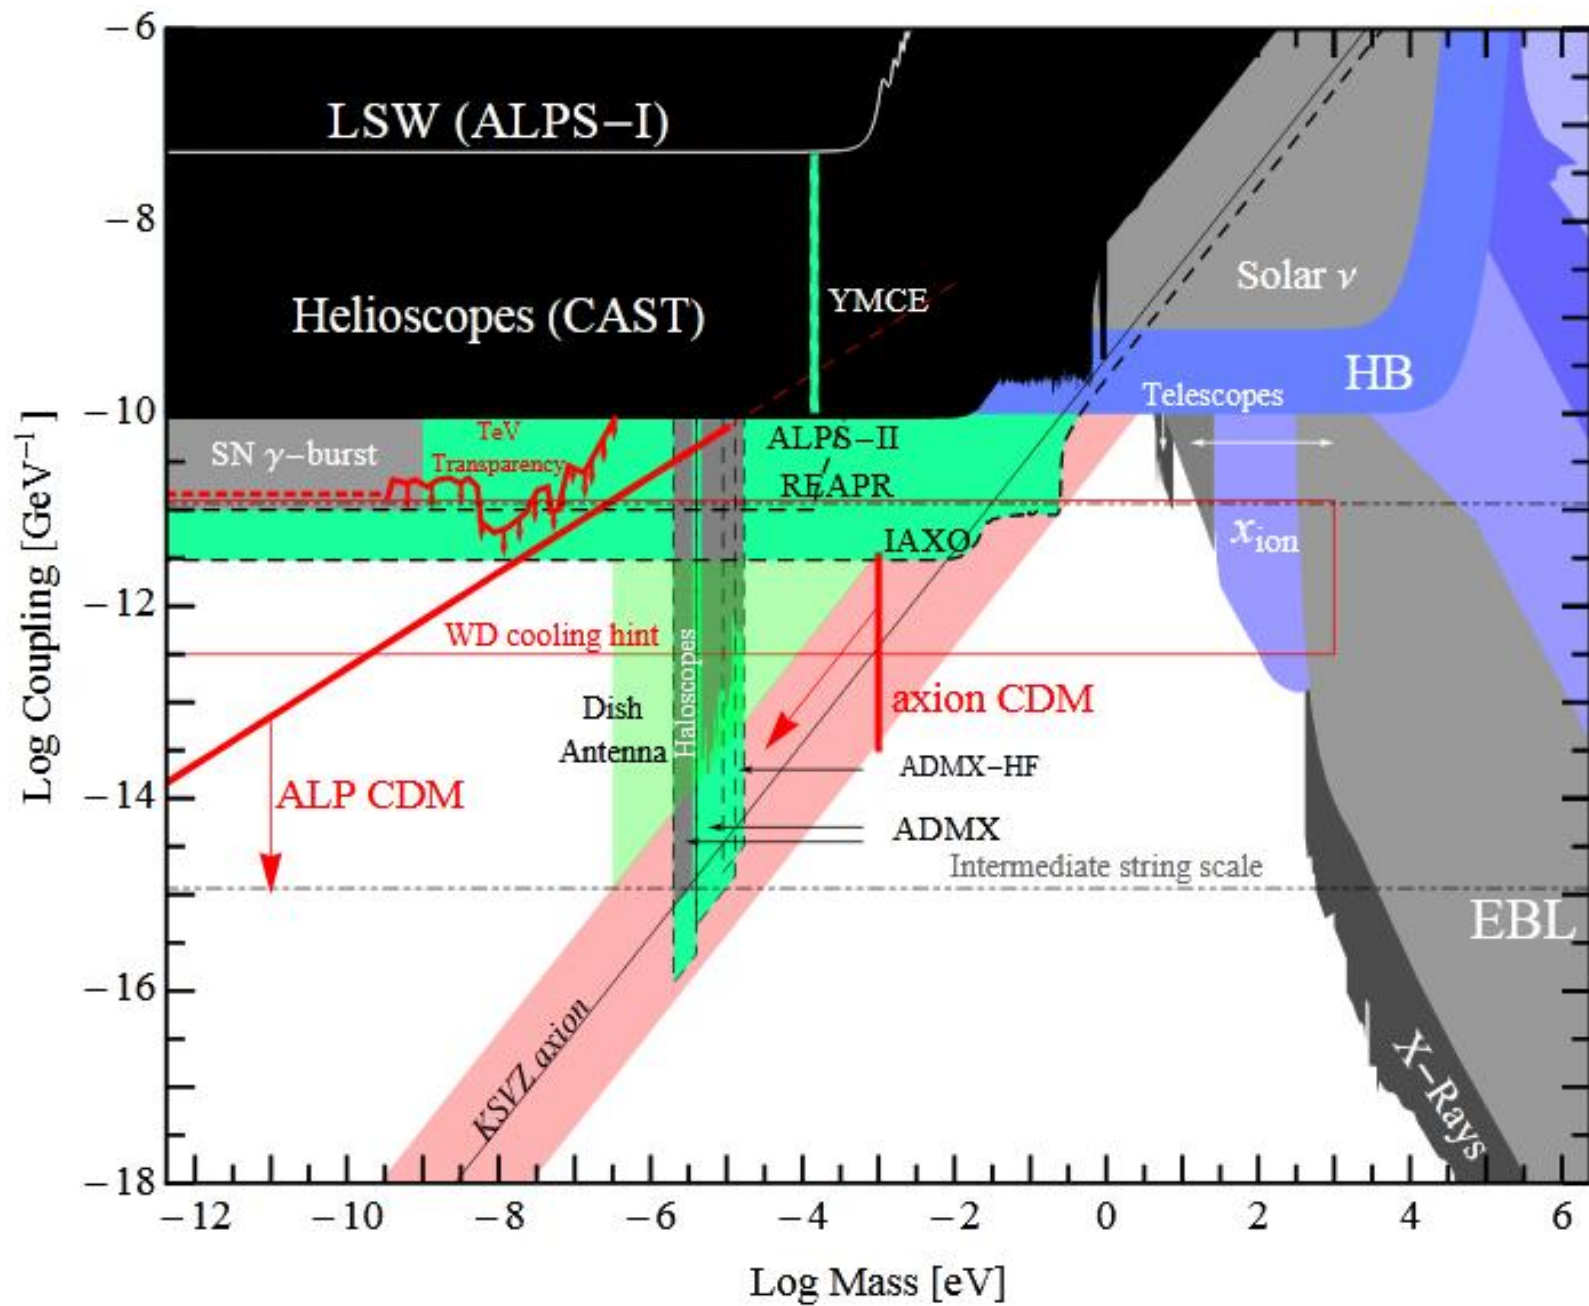 −6
−8
−10
−12
−14
−16
−18
Log Coupling [GeV⁻¹]
LSW (ALPS−I)
Helioscopes (CAST)
YMCE
Solar ν
HB
Telescopes
SN γ−burst
TeV
Transparency
ALPS−II
REAPR
IAXO
x_ion
WD cooling hint
Dish
Antenna
Haloscopes
axion CDM
ALP CDM
ADMX−HF
ADMX
Intermediate string scale
EBL
KSVZ axion
X−Rays
−12 −10 −8 −6 −4 −2 0 2 4 6
Log Mass [eV]